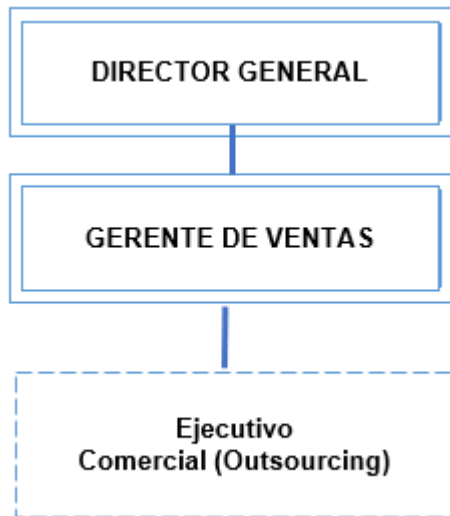 DIRECTOR GENERAL
GERENTE DE VENTAS
Ejecutivo
Comercial (Outsourcing)